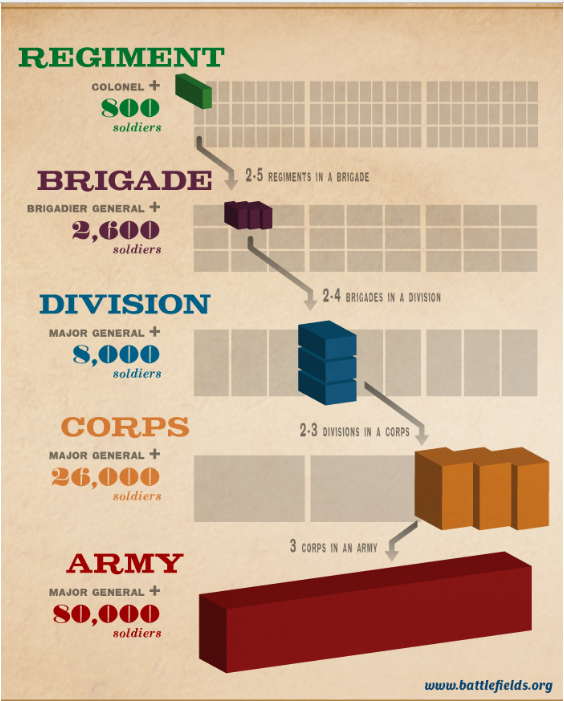 REGIMENT
COLONEL +
800
soldiers
2-5 REGIMENTS IN A BRIGADE
BRIGADE
BRIGADIER GENERAL +
2,600
soldiers
2-4 BRIGADES IN A DIVISION
DIVISION
MAJOR GENERAL +
8,000
soldiers
2-3 DIVISIONS IN A CORPS
CORPS
MAJOR GENERAL +
26,000
soldiers
3 CORPS IN AN ARMY
ARMY
MAJOR GENERAL +
80,000
soldiers
www.battlefields.org